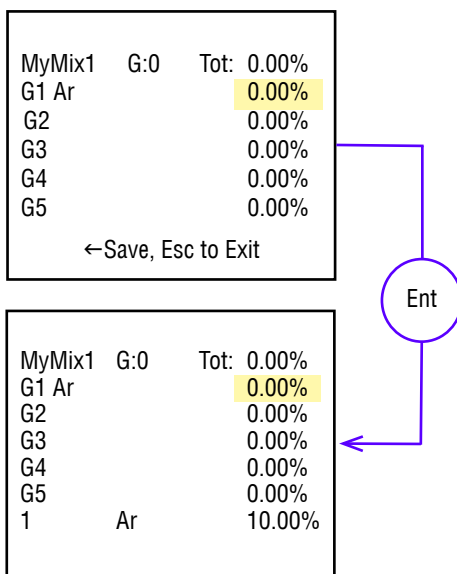 MyMix1 G:0 Tot: 0.00%
G1 Ar 0.00%
G2 0.00%
G3 0.00%
G4 0.00%
G5 0.00%
←Save, Esc to Exit
Ent
MyMix1 G:0 Tot: 0.00%
G1 Ar 0.00%
G2 0.00%
G3 0.00%
G4 0.00%
G5 0.00%
1 Ar 10.00%